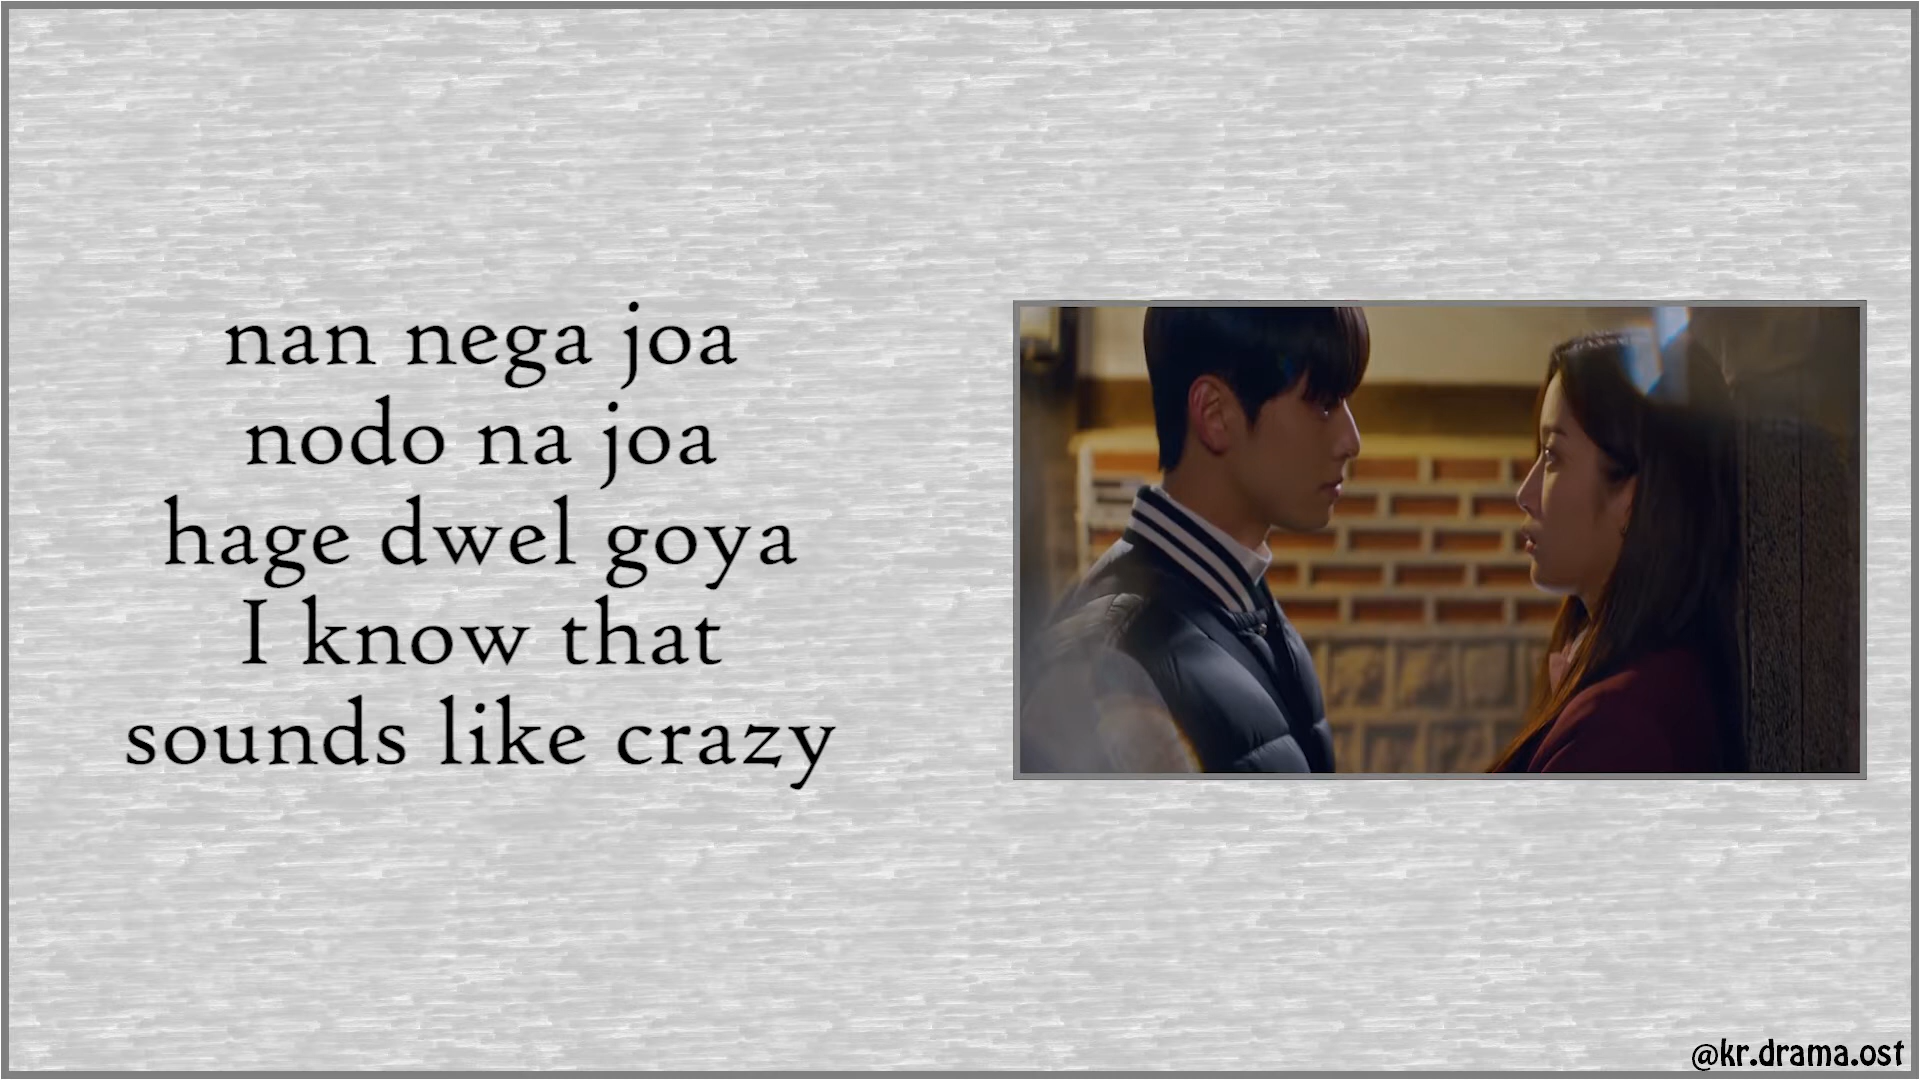 nan nega joa
nodo na joa
hage dwel goya
I know that
sounds like crazy
@kr.drama.ost